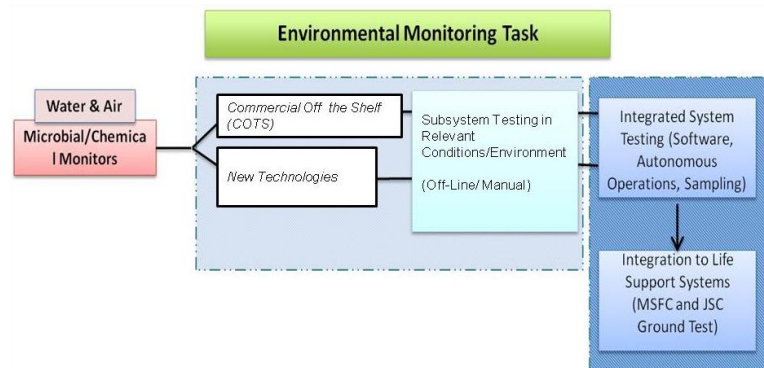 Environmental Monitoring Task
Water & Air
Microbial/Chemica
l Monitors
Commercial Off the Shelf
(COTS)
New Technologies
Subsystem Testing in
Relevant
Conditions/Environment
(Off-Line/ Manual)
Integrated System
Testing (Software,
Autonomous
Operations, Sampling)
Integration to Life
Support Systems
(MSFC and JSC
Ground Test)